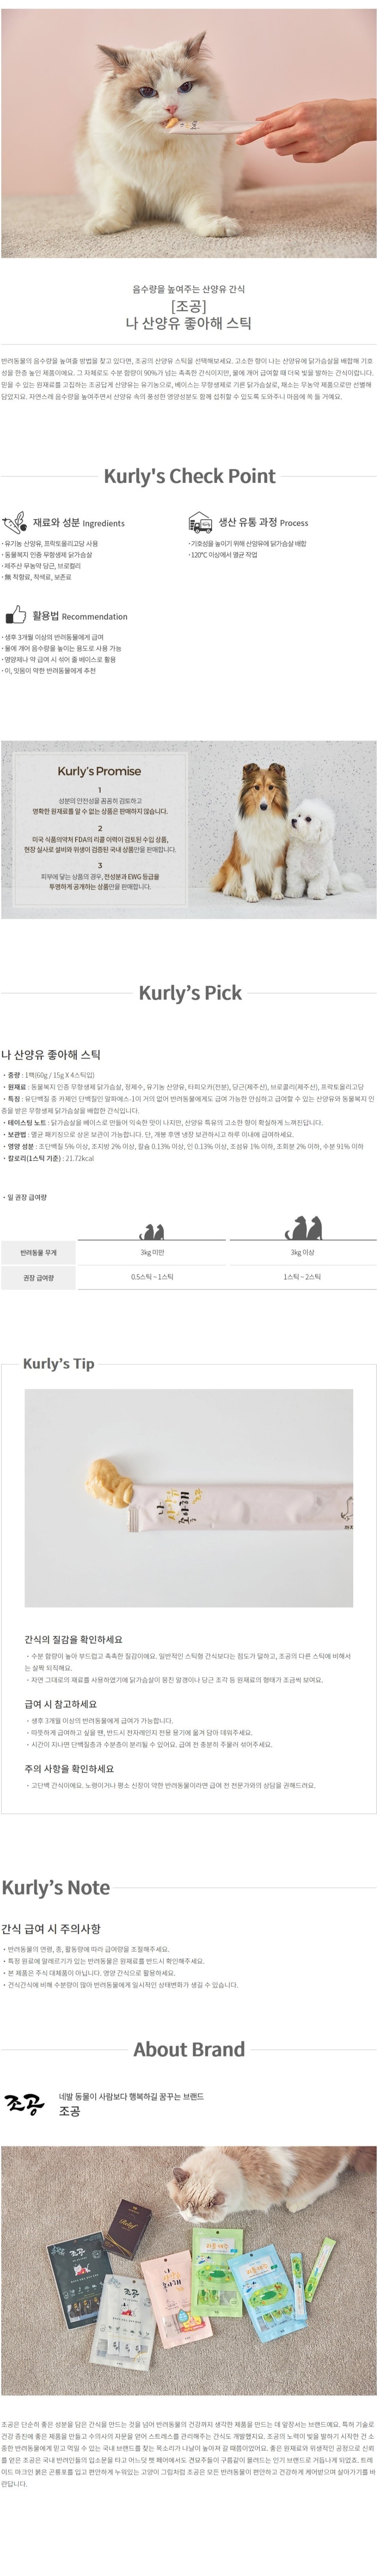 음수량을 높여주는 산양유 간식
[조공]
나 산양유 좋아해 스틱
반려동물의 음수량을 높여줄 방법을 찾고 있다면, 조공의 산양유 스틱을 선택해보세요. 고소한 향이 나는 산양유에 닭가슴살을 배합해 기호
성을 한층 높인 제품이에요. 그 자체로도 수분 함량이 90%가 넘는 촉촉한 간식이지만, 물에 개어 급여할 때 더욱 빛을 발하는 간식이랍니다.
믿을 수 있는 원재료를 고집하는 조공답게 산양유는 유기농으로, 베이스는 무항생제로 기른 닭가슴살로, 채소는 무농약 제품으로만 선별해
담았지요. 자연스레 음수량을 높여주면서 산양유 속의 풍성한 영양성분도 함께 섭취할 수 있도록 도와주니 마음에 쏙 들 거예요.
Kurly's Check Point
재료와 성분 Ingredients
· 유기농 산양유, 프락토올리고당 사용
· 동물복지 인증 무항생제 닭가슴살
· 제주산 무농약 당근, 브로컬리
· 無 착향료, 착색료, 보존료
생산 유통 과정 Process
· 기호성을 높이기 위해 산양유에 닭가슴살 배합
· 120℃ 이상에서 멸균 작업
활용법 Recommendation
· 생후 3개월 이상의 반려동물에게 급여
· 물에 개어 음수량을 높이는 용도로 사용 가능
· 영양제나 약 급여 시 섞어 줄 베이스로 활용
· 이, 잇몸이 약한 반려동물에게 추천
Kurly's Promise
1
성분의 안전성을 꼼꼼히 검토하고
명확한 원재료를 알 수 없는 상품은 판매하지 않습니다.
2
미국 식품의약처 FDA의 리콜 이력이 검토된 수입 상품,
현장 실사로 설비와 위생이 검증된 국내 상품만을 판매합니다.
3
피부에 닿는 상품의 경우, 전성분과 EWG 등급을
투명하게 공개하는 상품만을 판매합니다.
Kurly's Pick
나 산양유 좋아해 스틱
• 중량 : 1팩(60g / 15g X 4스틱입)
• 원재료 : 동물복지 인증 무항생제 닭가슴살, 정제수, 유기농 산양유, 타피오카(전분), 당근(제주산), 브로콜리(제주산), 프락토올리고당
• 특징 : 유단백질 중 카제인 단백질인 알파에스-1이 거의 없어 반려동물에게도 급여 가능한 안심하고 급여할 수 있는 산양유와 동물복지 인
증을 받은 무항생제 닭가슴살을 배합한 간식입니다.
• 테이스팅 노트 : 닭가슴살을 베이스로 만들어 익숙한 맛이 나지만, 산양유 특유의 고소한 향이 확실하게 느껴진답니다.
• 보관법 : 멸균 패키징으로 상온 보관이 가능합니다. 단, 개봉 후엔 냉장 보관하시고 하루 이내에 급여하세요.
• 영양 성분 : 조단백질 5% 이상, 조지방 2% 이상, 칼슘 0.13% 이상, 인 0.13% 이상, 조섬유 1% 이하, 조회분 2% 이하, 수분 91% 이하
• 칼로리(1스틱 기준) : 21.72kcal
• 일 권장 급여량
반려동물 무게 3kg 미만 3kg 이상
권장 급여량 0.5스틱 ~ 1스틱 1스틱 ~ 2스틱
Kurly's Tip
간식의 질감을 확인하세요
• 수분 함량이 높아 부드럽고 촉촉한 질감이에요. 일반적인 스틱형 간식보다는 점도가 덜하고, 조공의 다른 스틱에 비해서
는 살짝 되직해요.
• 자연 그대로의 재료를 사용하였기에 닭가슴살이 뭉친 알갱이나 당근 조각 등 원재료의 형태가 조금씩 보여요.
급여 시 참고하세요
• 생후 3개월 이상의 반려동물에게 급여가 가능합니다.
• 따뜻하게 급여하고 싶을 땐, 반드시 전자레인지 전용 용기에 옮겨 담아 데워주세요.
• 시간이 지나면 단백질층과 수분층이 분리될 수 있어요. 급여 전 충분히 주물러 섞어주세요.
주의 사항을 확인하세요
• 고단백 간식이에요. 노령이거나 평소 신장이 약한 반려동물이라면 급여 전 전문가와의 상담을 권해드려요.
Kurly's Note
간식 급여 시 주의사항
• 반려동물의 연령, 종, 활동량에 따라 급여량을 조절해주세요.
• 특정 원료에 알레르기가 있는 반려동물은 원재료를 반드시 확인해주세요.
• 본 제품은 주식 대체품이 아닙니다. 영양 간식으로 활용하세요.
• 건식간식에 비해 수분량이 많아 반려동물에게 일시적인 상태변화가 생길 수 있습니다.
About Brand
조공
네발 동물이 사람보다 행복하길 꿈꾸는 브랜드
조공
조공은 단순히 좋은 성분을 담은 간식을 만드는 것을 넘어 반려동물의 건강까지 생각한 제품을 만드는 데 앞장서는 브랜드예요. 특허 기술로
건강 증진에 좋은 제품을 만들고 수의사의 자문을 얻어 스트레스를 관리해주는 간식도 개발했지요. 조공의 노력이 빛을 발하기 시작한 건 소
중한 반려동물에게 믿고 먹일 수 있는 국내 브랜드를 찾는 목소리가 나날이 높아져 갈 때쯤이었어요. 좋은 원재료와 위생적인 공정으로 신뢰
를 얻은 조공은 국내 반려인들의 입소문을 타고 어느덧 펫 페어에서도 견묘주들이 구름같이 몰려드는 인기 브랜드로 거듭나게 되었죠. 트레
이드 마크인 붉은 곤룡포를 입고 편안하게 누워있는 고양이 그림처럼 조공은 모든 반려동물이 편안하고 건강하게 케어받으며 살아가기를 바
란답니다.